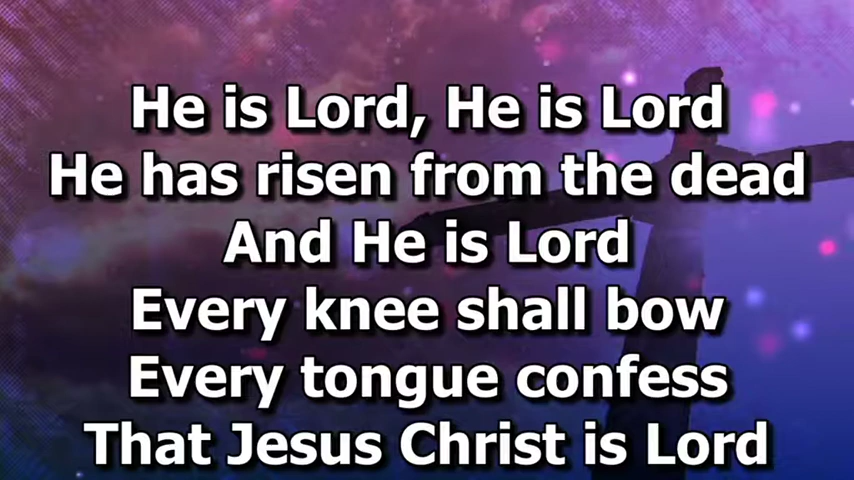 He is Lord, He is Lord
He has risen from the dead
And He is Lord
Every knee shall bow
Every tongue confess
That Jesus Christ is Lord